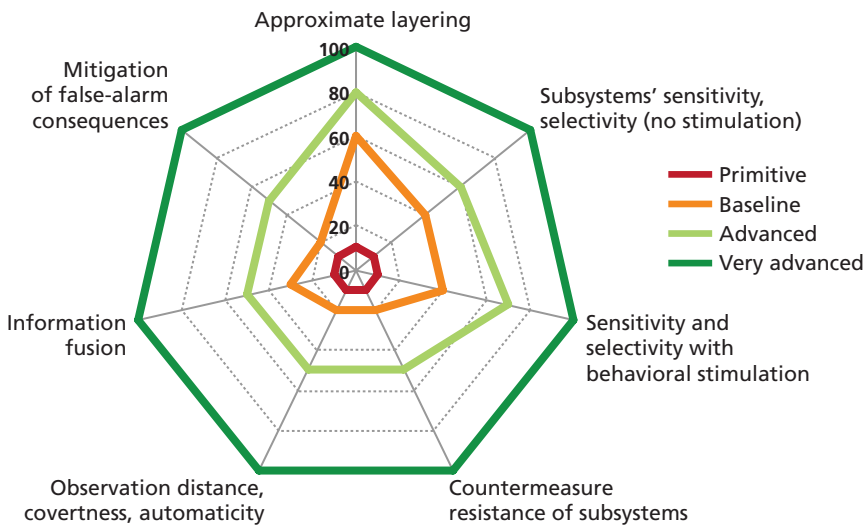 Approximate layering
100
80
60
40
20
0
Mitigation
of false-alarm
consequences
Subsystems’ sensitivity,
selectivity (no stimulation)
Primitive
Baseline
Advanced
Very advanced
Information
fusion
Sensitivity and
selectivity with
behavioral stimulation
Observation distance,
covertness, automaticity
Countermeasure
resistance of subsystems